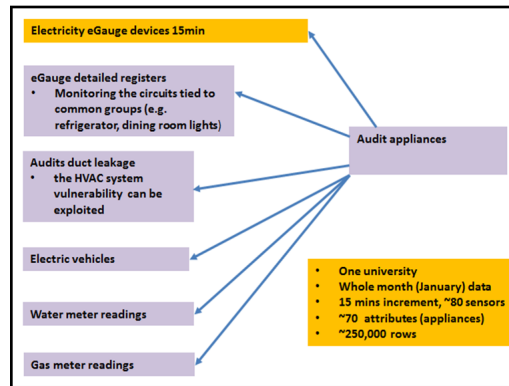 Electricity eGauge devices 15min
eGauge detailed registers
• Monitoring the circuits tied to
common groups (e.g.
refrigerator, dining room lights)
Audit appliances
Audits duct leakage
• the HVAC system
vulnerability can be
exploited
Electric vehicles
• One university
• Whole month (January) data
• 15 mins increment, ~80 sensors
• ~70 attributes (appliances)
• ~250,000 rows
Water meter readings
Gas meter readings